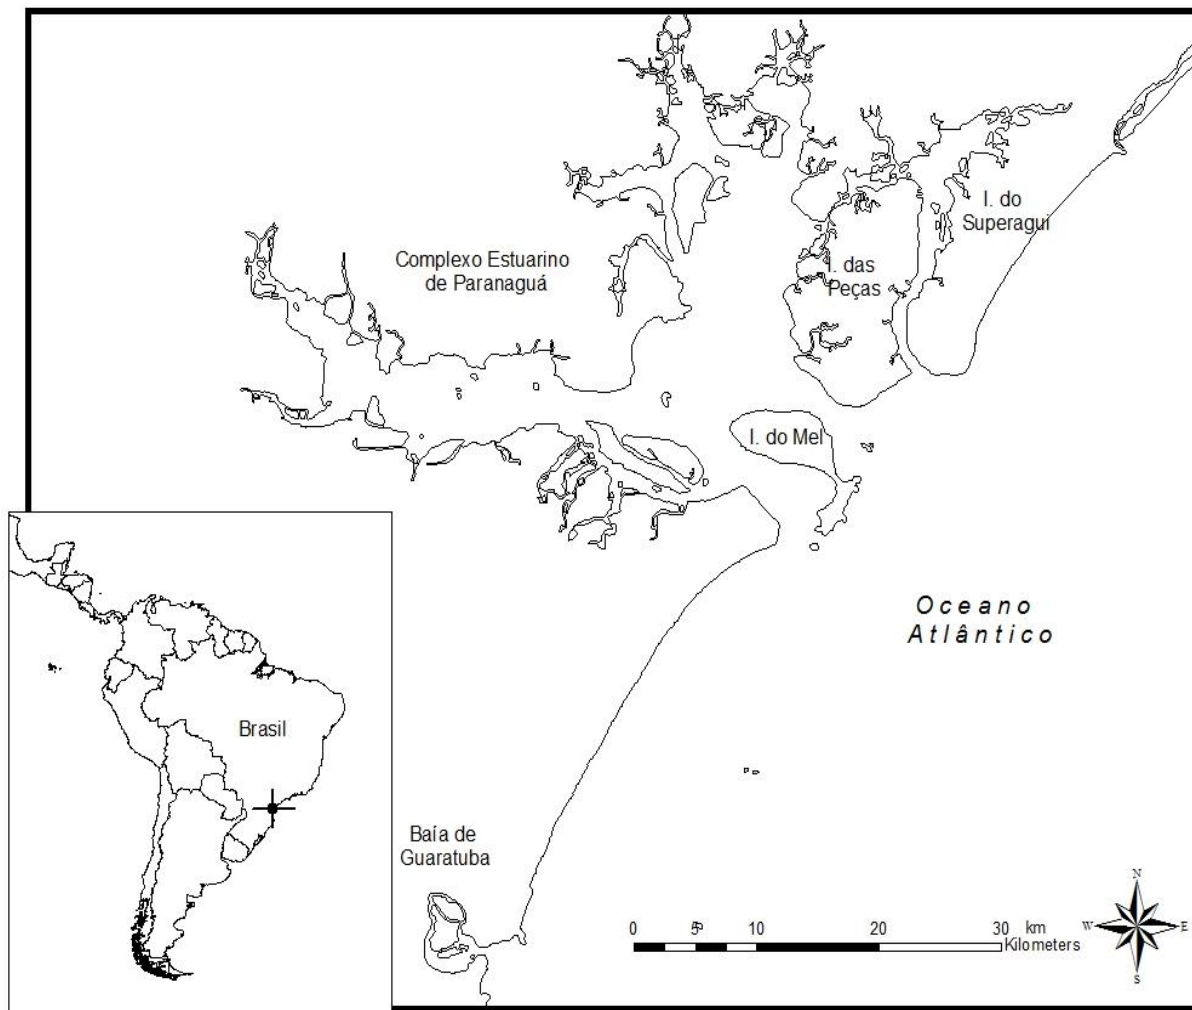 I. do
Superagui
Complexo Estuarino
de Paranaguá
I. das
Peças
I. do Mel
Oceano
Atlântico
Brasil
Baía de
Guaratuba
N
W
E
S
0 5 10 20 30 km
Kilometers